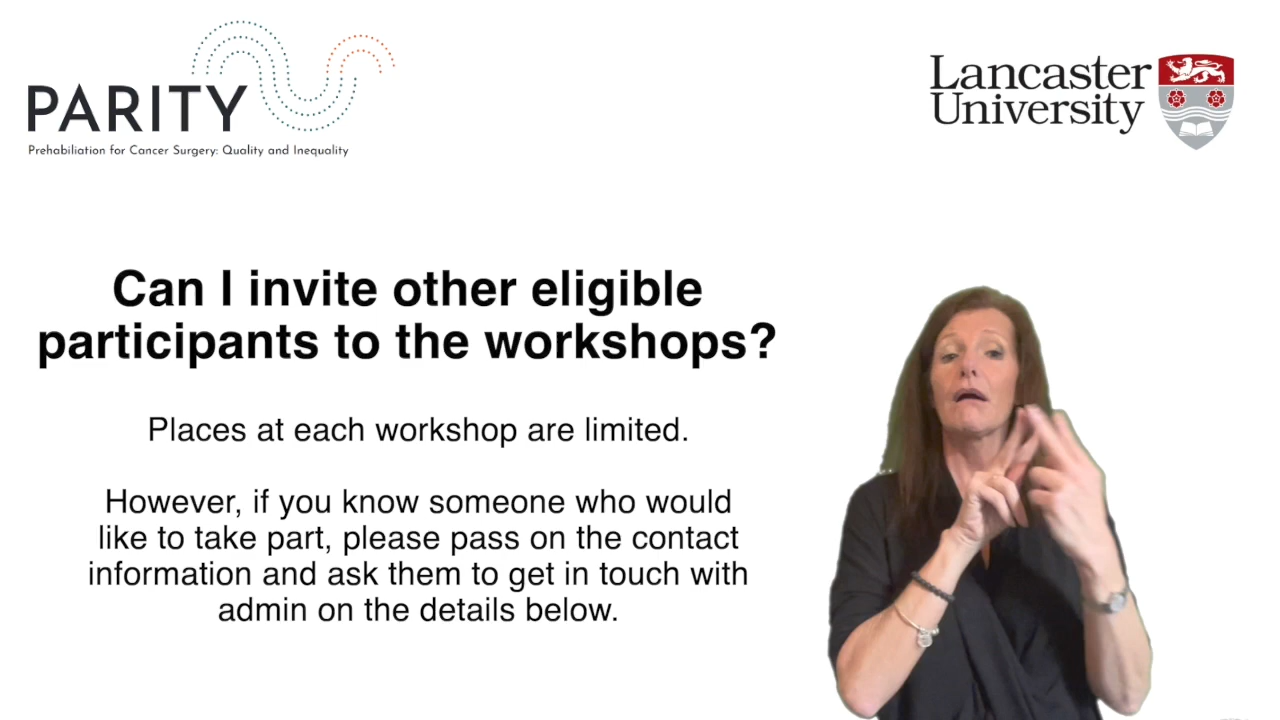 PARITY
Prehabiliation for Cancer Surgery: Quality and Inequality
Lancaster
University
Can I invite other eligible
participants to the workshops?
Places at each workshop are limited.
However, if you know someone who would
like to take part, please pass on the contact
information and ask them to get in touch with
admin on the details below.